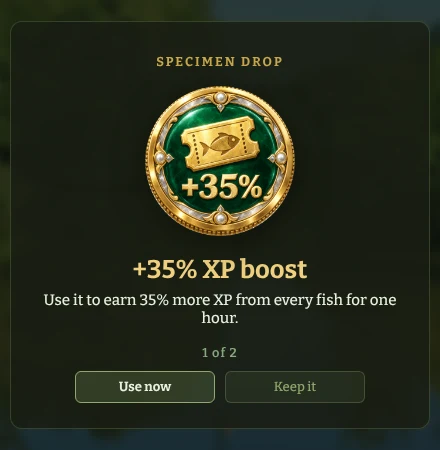 SPECIMEN DROP
+35%
+35% XP boost
Use it to earn 35% more XP from every fish for one
hour.
1 of 2
Use now
Keep it